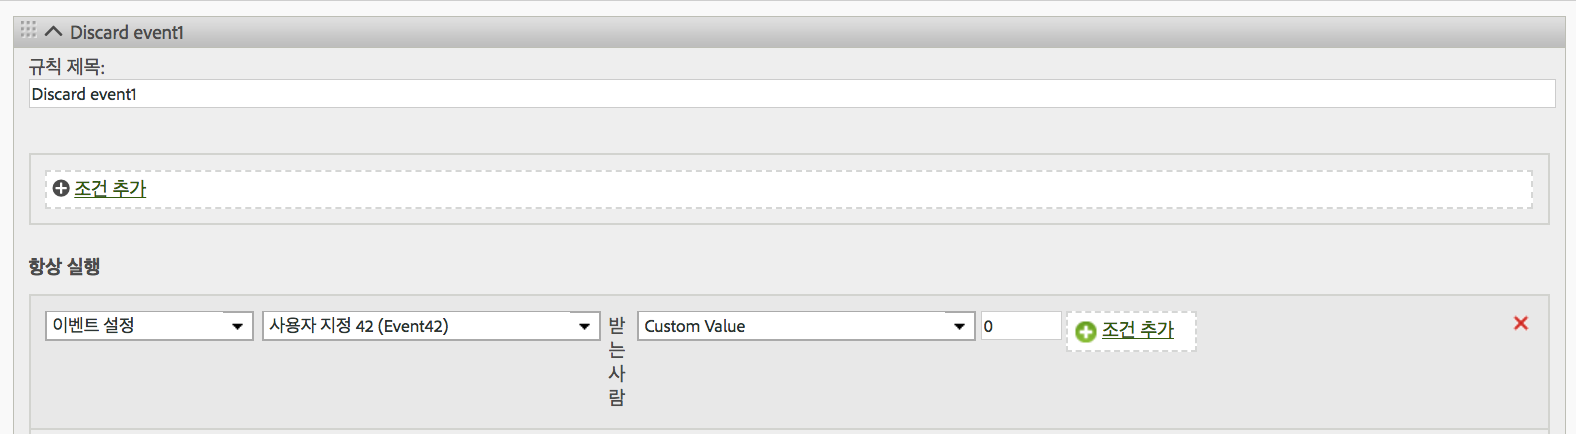 Discard event1
규칙 제목:
Discard event1
조건 추가
항상 실행
이벤트 설정 사용자 지정 42 (Event42) 받는 사람 Custom Value 0 조건 추가